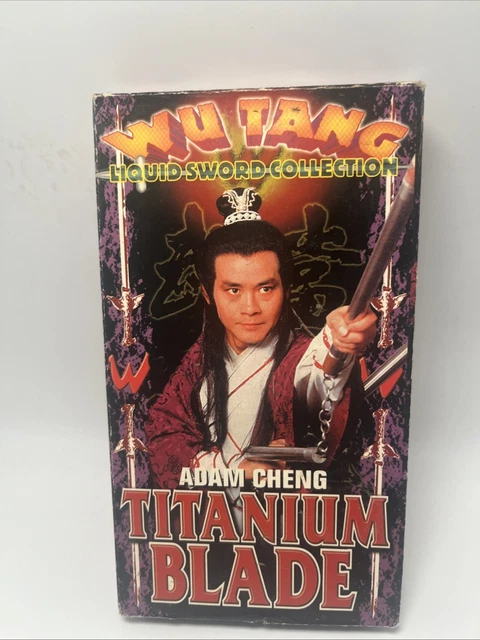 WU TANG
LIQUID SWORD COLLECTION
W
W
ADAM CHENG
TITANIUM
BLADE